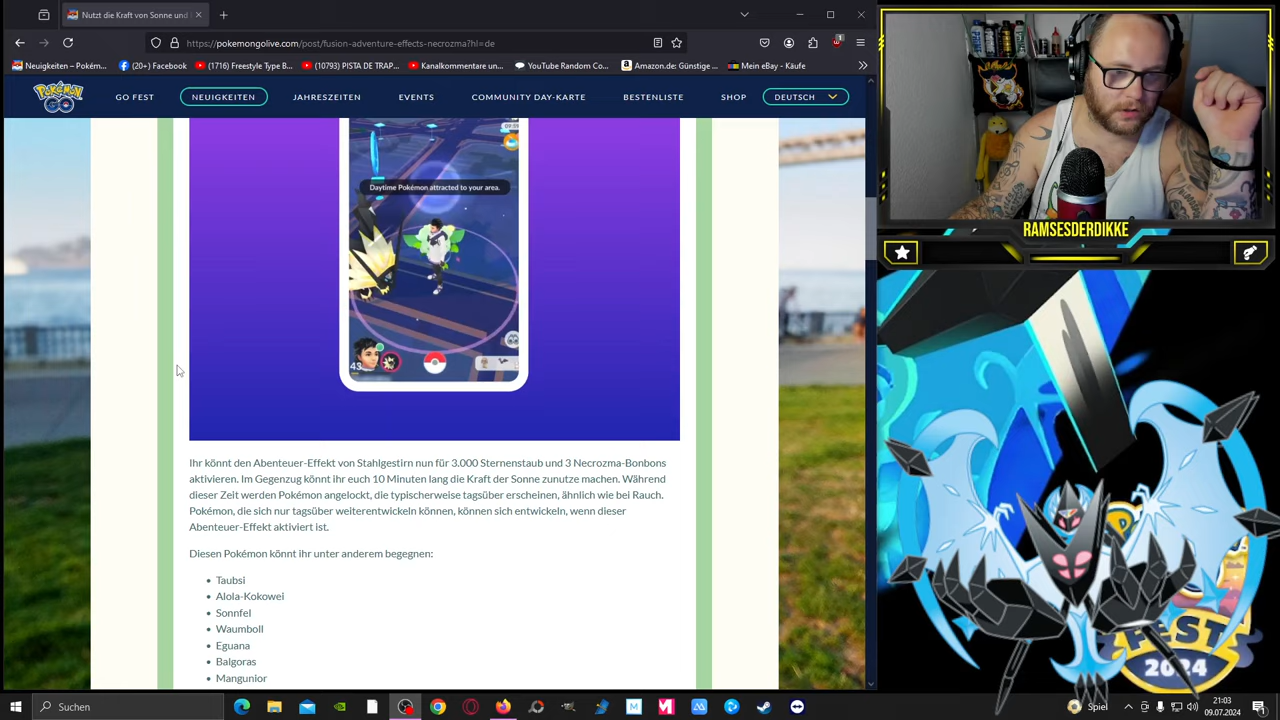 Nutzt die Kraft von Sonne und
https://pokemongolive.com/post/fusion-adventure-effects-necrozma?hl=de
Neuigkeiten – Pokém...
(20+) Facebook
(1716) Freestyle Type B...
(10793) PISTA DE TRAP...
Kanalkommentare un...
YouTube Random Co...
Amazon.de: Günstige ...
Mein eBay - Käufe
POKÉMON GO
GO FEST
NEUIGKEITEN
JAHRESZEITEN
EVENTS
COMMUNITY DAY-KARTE
BESTENLISTE
SHOP
DEUTSCH
09:09
Daytime Pokémon attracted to your area.
43
Ihr könnt den Abenteuer-Effekt von Stahlgestirn nun für 3.000 Sternenstaub und 3 Necrozma-Bonbons
aktivieren. Im Gegenzug könnt ihr euch 10 Minuten lang die Kraft der Sonne zunutze machen. Während
dieser Zeit werden Pokémon angelockt, die typischerweise tagsüber erscheinen, ähnlich wie bei Rauch.
Pokémon, die sich nur tagsüber weiterentwickeln können, können sich entwickeln, wenn dieser
Abenteuer-Effekt aktiviert ist.
Diesen Pokémon könnt ihr unter anderem begegnen:
• Taubsi
• Alola-Kokowei
• Sonnfel
• Waumboll
• Eguana
• Balgoras
• Mangunior
RAMSESDERDIKKE
FEST
2024
Suchen
Spiel
21:03
09.07.2024